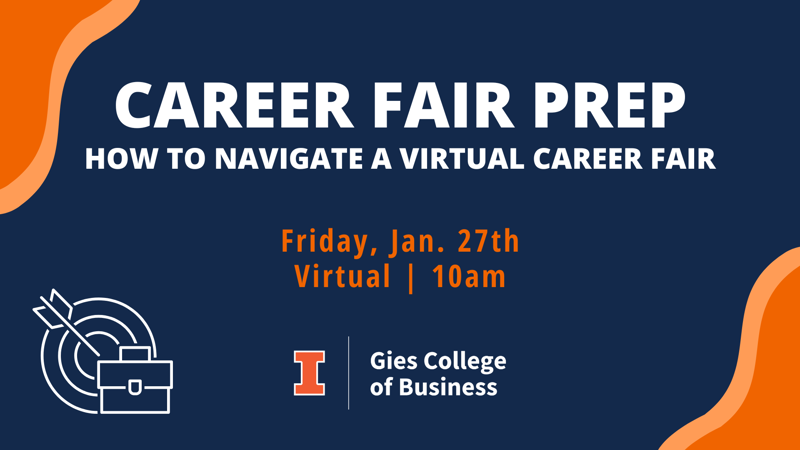 CAREER FAIR PREP
HOW TO NAVIGATE A VIRTUAL CAREER FAIR
Friday, Jan. 27th
Virtual | 10am
I
Gies College
of Business